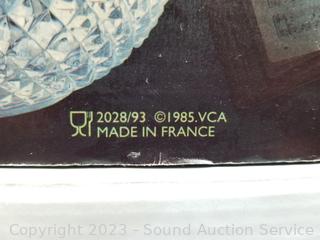 2028/93 ©1985.VCA
MADE IN FRANCE
Copyright 2023 - Sound Auction Service